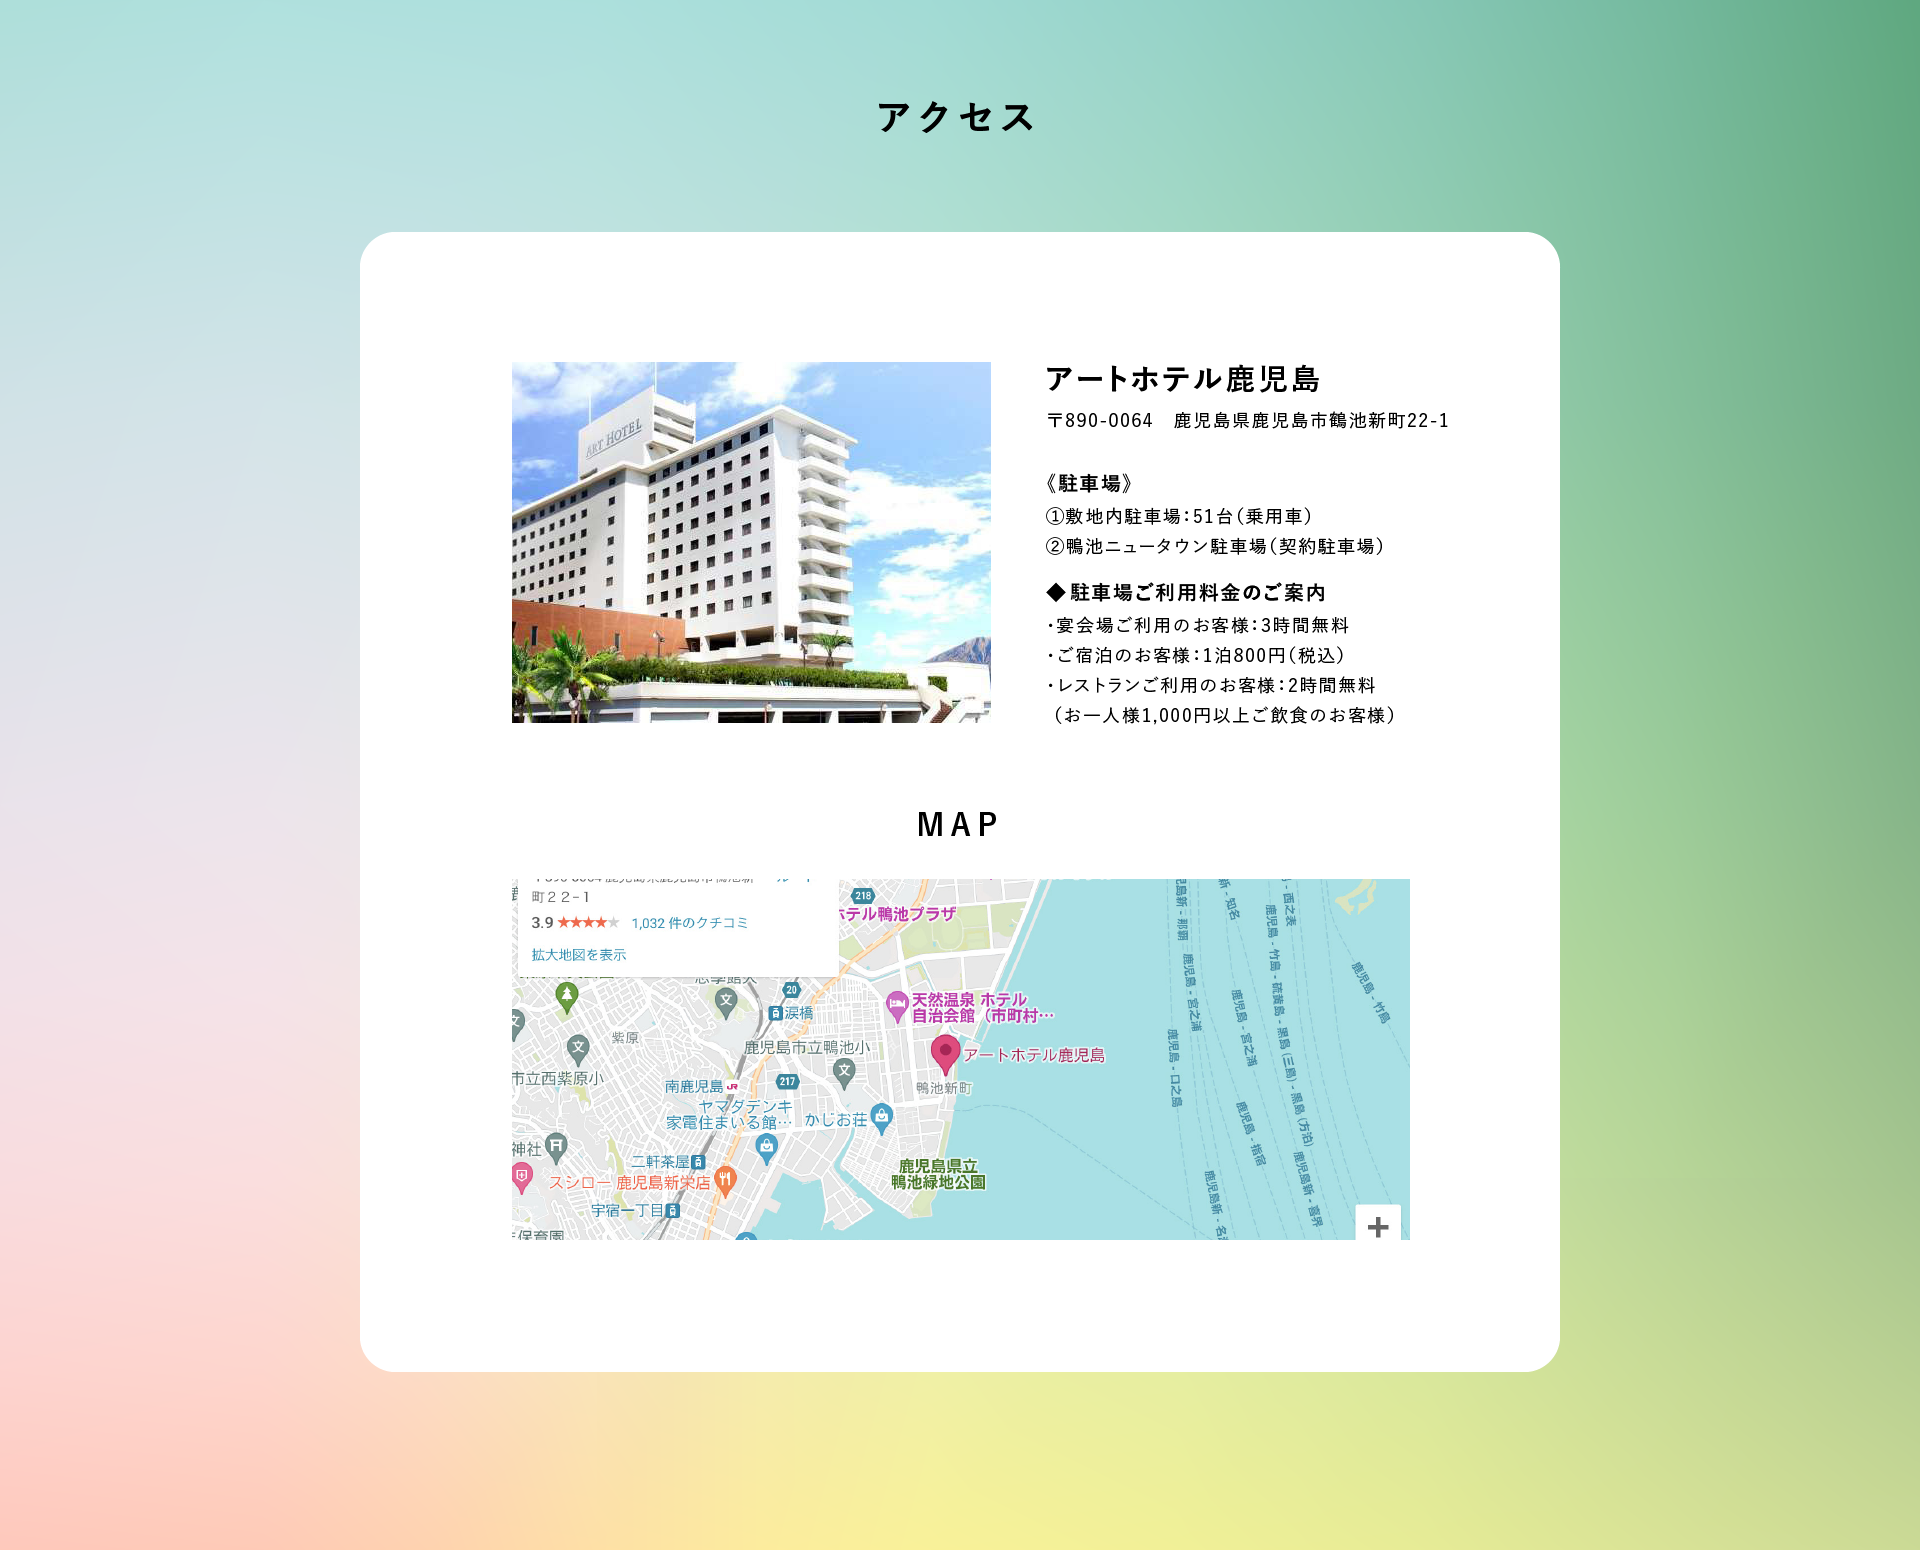 アクセス
ART HOTEL
アートホテル鹿児島
〒890-0064　鹿児島県鹿児島市鶴池新町22-1
《駐車場》
①敷地内駐車場：51台（乗用車）
②鴨池ニュータウン駐車場（契約駐車場）
◆駐車場ご利用料金のご案内
・宴会場ご利用のお客様：3時間無料
・ご宿泊のお客様：1泊800円（税込）
・レストランご利用のお客様：2時間無料
（お一人様1,000円以上ご飲食のお客様）
MAP
町２２−１
3.9 ★★★★★ 1,032 件のクチコミ
拡大地図を表示
218
ホテル鴨池プラザ
20
涙橋
天然温泉 ホテル
自治会館（市町村…
紫原
鹿児島市立鴨池小
アートホテル鹿児島
市立西紫原小
南鹿児島
JR
217
鴨池新町
ヤマダデンキ
家電住まいる館…
かしお荘
神社
二軒茶屋
鹿児島県立
鴨池緑地公園
スシロー 鹿児島新栄店
宇宿一丁目
保育園
児島新 - 那覇
新 - 知名
- 西之表
鹿児島 - 竹島 - 硫黄島 - 黒島 (三島) - 黒島 (方泊)
鹿児島 - 宮之浦
鹿児島 - 宮之浦
鹿児島 - 竹島
鹿児島 - 口之島
鹿児島 - 指宿
鹿児島新 - 喜界
鹿児島新 - 名
+